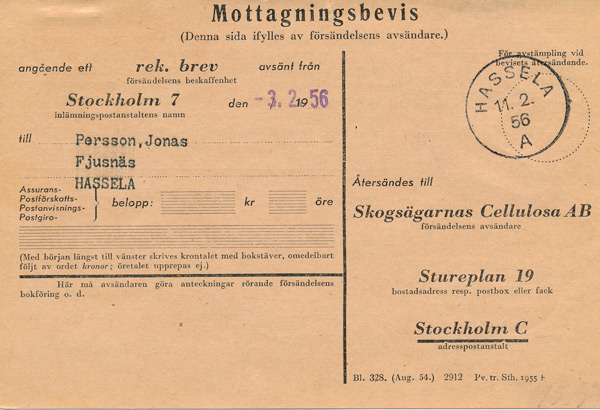 Mottagningsbevis
(Denna sida ifylles av försändelsens avsändare.)
angående ett rek. brev avsänt från
försändelsens beskaffenhet
Stockholm 7 den -3. 2. 1956
inlämningspostanstaltens namn
till Persson, Jonas
Fjusnäs
HASSELA
Assurans-
Postförskotts-
Postanvisnings-
Postgiro-
belopp: kr öre
(Med början längst till vänster skrives krontalet med bokstäver, omedelbart
följt av ordet kronor; öretalet upprepas ej.)
Här må avsändaren göra anteckningar rörande försändelsens
bokföring o. d.
För avstämpling vid
bevisets återsändande.
HASSELA
11. 2.
56
A
Återsändes till
Skogsägarnas Cellulosa AB
försändelsens avsändare
Stureplan 19
bostadsadress resp. postbox eller fack
Stockholm C
adresspostanstalt
Bl. 328. (Aug. 54.) 2912 Pv. tr. Sth. 1955